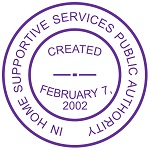 IN HOME SUPPORTIVE SERVICES PUBLIC AUTHORITY
CREATED
FEBRUARY 7,
2002